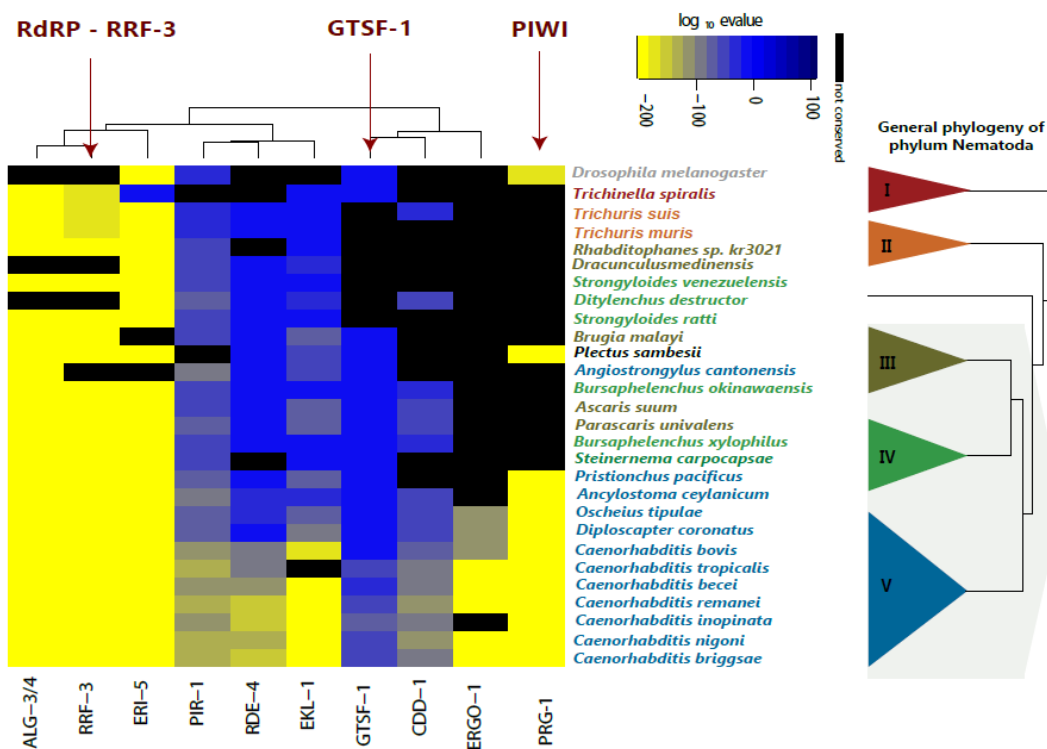 RdRP - RRF-3
GTSF-1
PIWI
log 10 evalue
-200
-100
0
100
not conserved
General phylogeny of
phylum Nematoda
Drosophila melanogaster
Trichinella spiralis
Trichuris suis
Trichuris muris
Rhabditophanes sp. kr3021
Dracunculusmedinensis
Strongyloides venezuelensis
Ditylenchus destructor
Strongyloides ratti
Brugia malayi
Plectus sambesii
Angiostrongylus cantonensis
Bursaphelenchus okinawaensis
Ascaris suum
Parascaris univalens
Bursaphelenchus xylophilus
Steinernema carpocapsae
Pristionchus pacificus
Ancylostoma ceylanicum
Oscheius tipulae
Diploscapter coronatus
Caenorhabditis bovis
Caenorhabditis tropicalis
Caenorhabditis becei
Caenorhabditis remanei
Caenorhabditis inopinata
Caenorhabditis nigoni
Caenorhabditis briggsae
I
II
III
IV
V
ALG-3/4
RRF-3
ERI-5
PIR-1
RDE-4
EKL-1
GTSF-1
CDD-1
ERGO-1
PRG-1